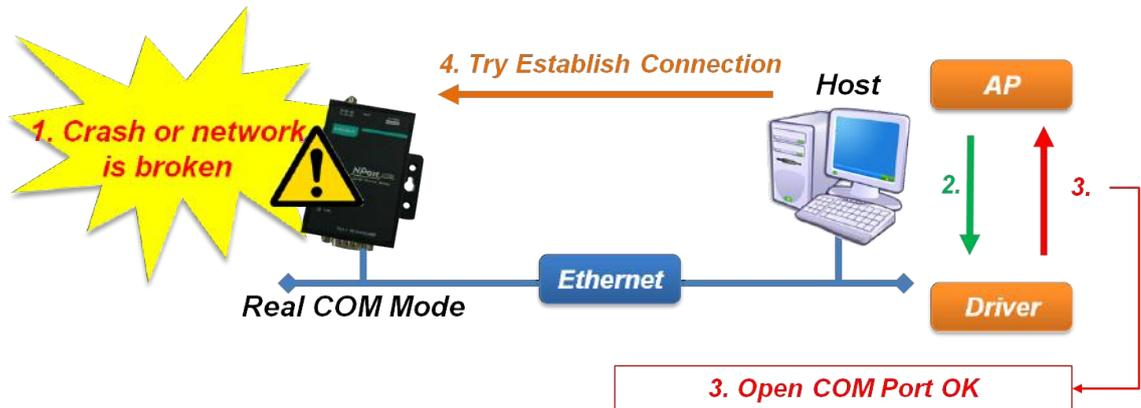 4. Try Establish Connection
Host
AP
1. Crash or network
is broken
NPort
2.
3.
Ethernet
Real COM Mode
Driver
3. Open COM Port OK